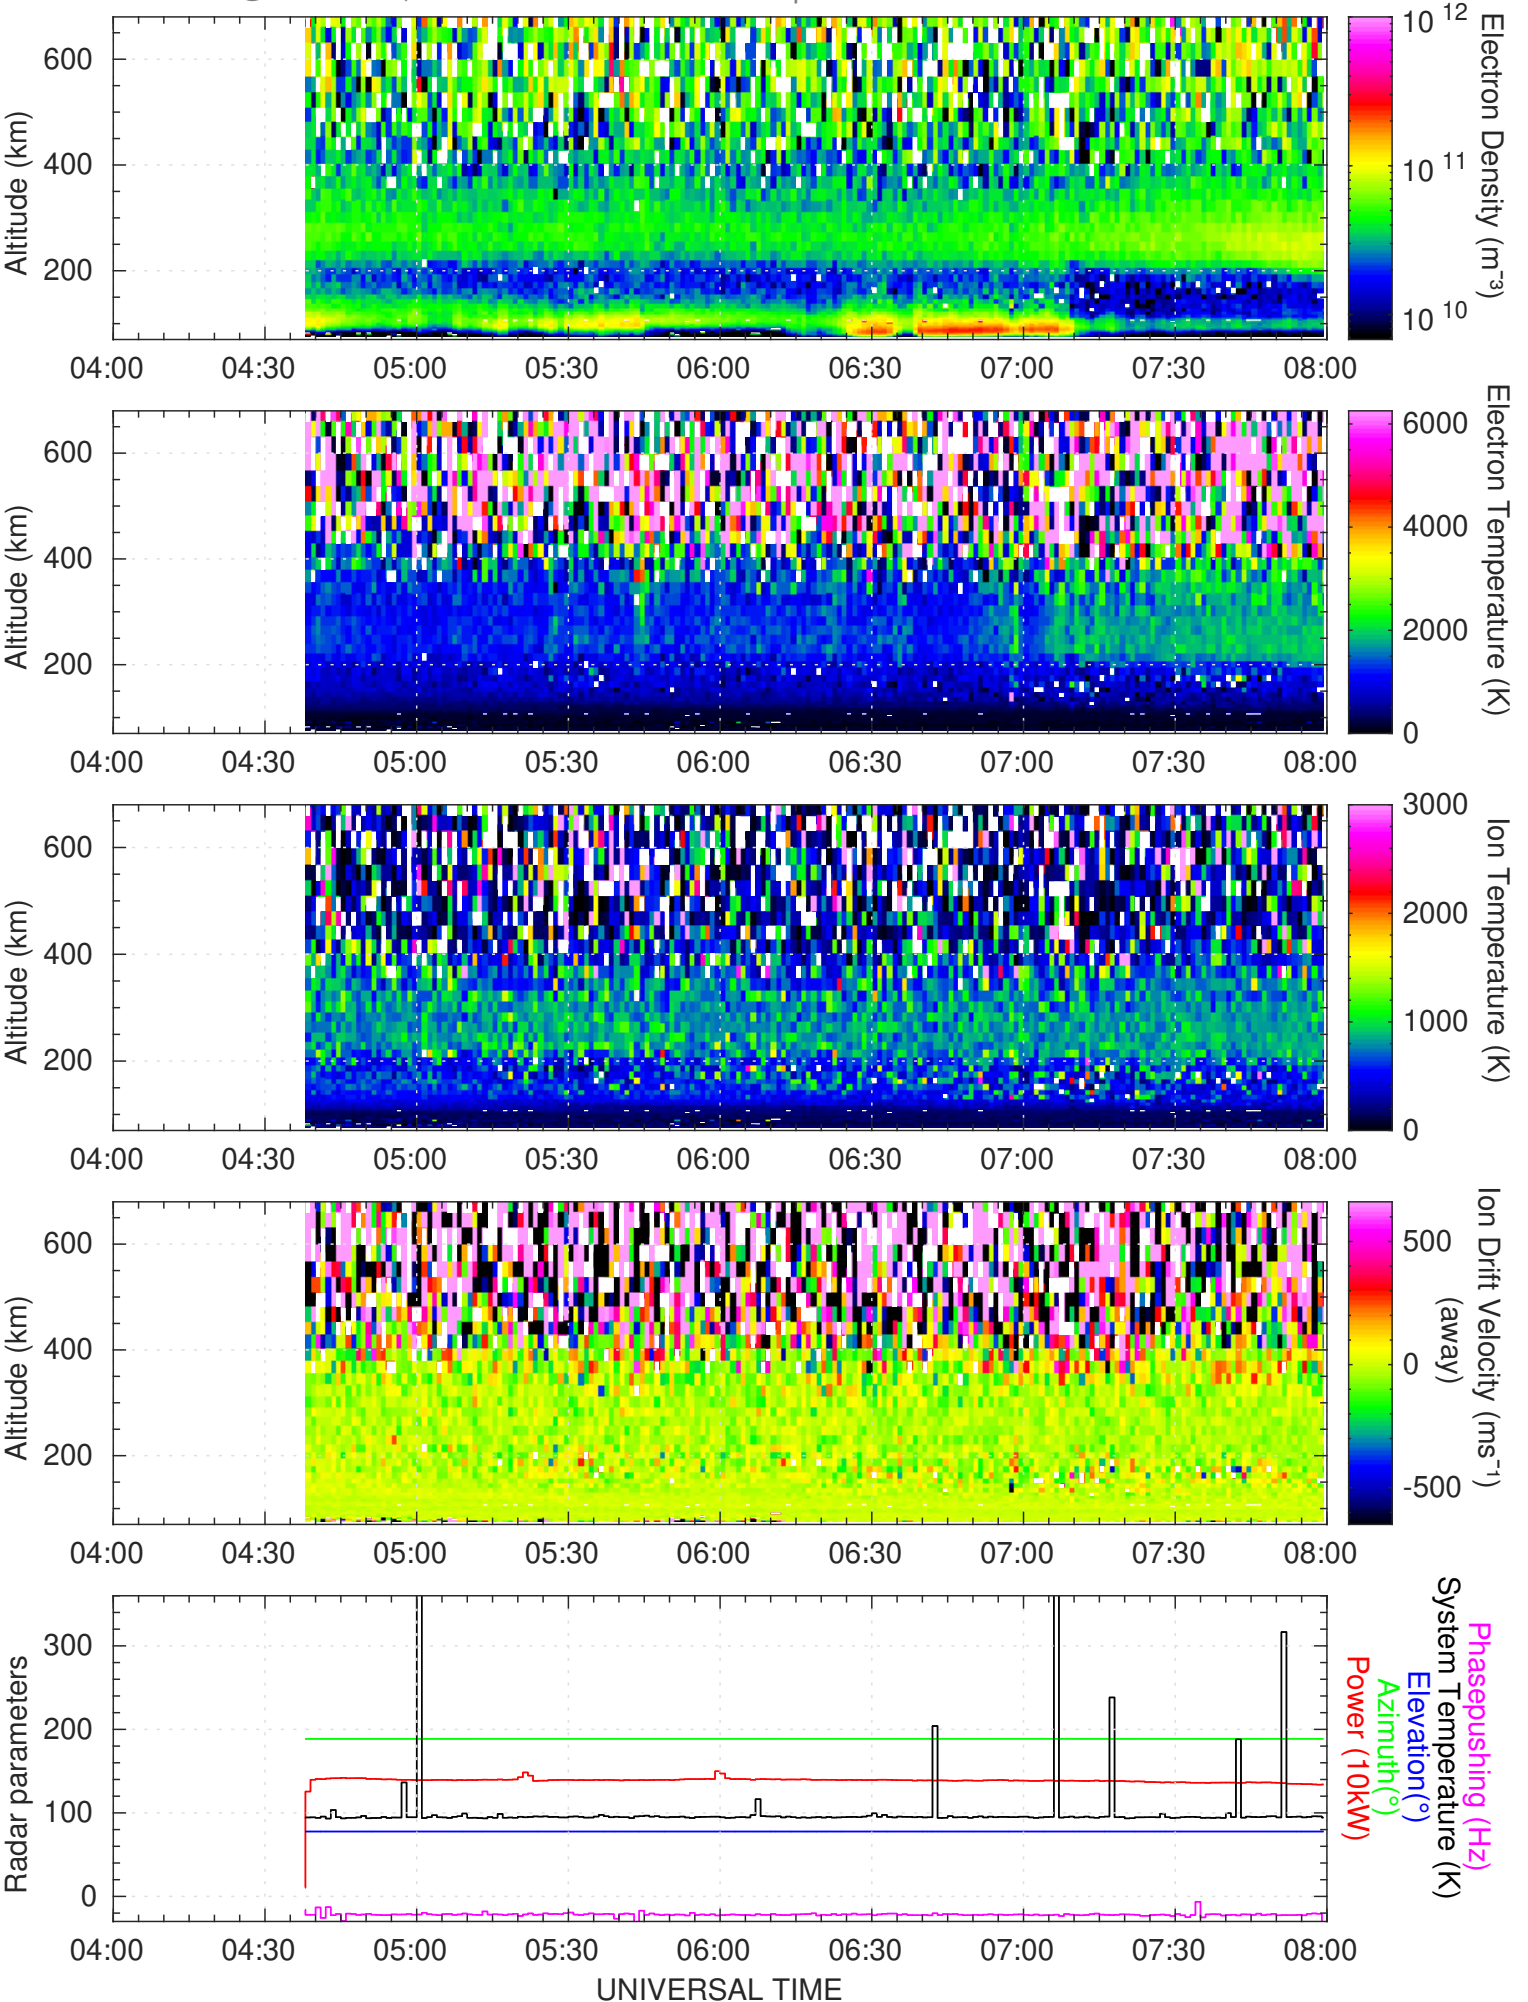 600
400
200
Altitude (km)
04:00 04:30 05:00 05:30 06:00 06:30 07:00 07:30 08:00
10 12
10 11
10 10
Electron Density (m⁻³)
600
400
200
Altitude (km)
04:00 04:30 05:00 05:30 06:00 06:30 07:00 07:30 08:00
6000
4000
2000
0
Electron Temperature (K)
600
400
200
Altitude (km)
04:00 04:30 05:00 05:30 06:00 06:30 07:00 07:30 08:00
3000
2000
1000
0
Ion Temperature (K)
600
400
200
Altitude (km)
04:00 04:30 05:00 05:30 06:00 06:30 07:00 07:30 08:00
500
0
-500
Ion Drift Velocity (ms⁻¹)
(away)
300
200
100
0
Radar parameters
04:00 04:30 05:00 05:30 06:00 06:30 07:00 07:30 08:00
UNIVERSAL TIME
Phasepushing (Hz)
System Temperature (K)
Elevation(°)
Azimuth(°)
Power (10kW)